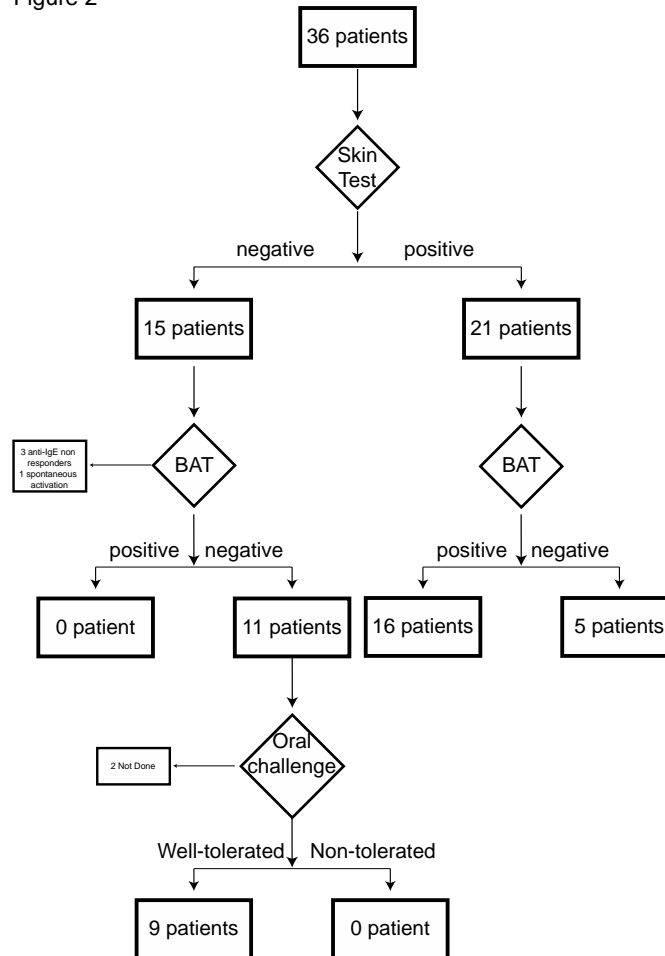 Figure 2
36 patients
Skin
Test
negative
positive
15 patients
21 patients
3 anti-IgE non
responders
1 spontaneous
activation
BAT
BAT
positive
negative
positive
negative
0 patient
11 patients
16 patients
5 patients
Oral
challenge
2 Not Done
Well-tolerated
Non-tolerated
9 patients
0 patient